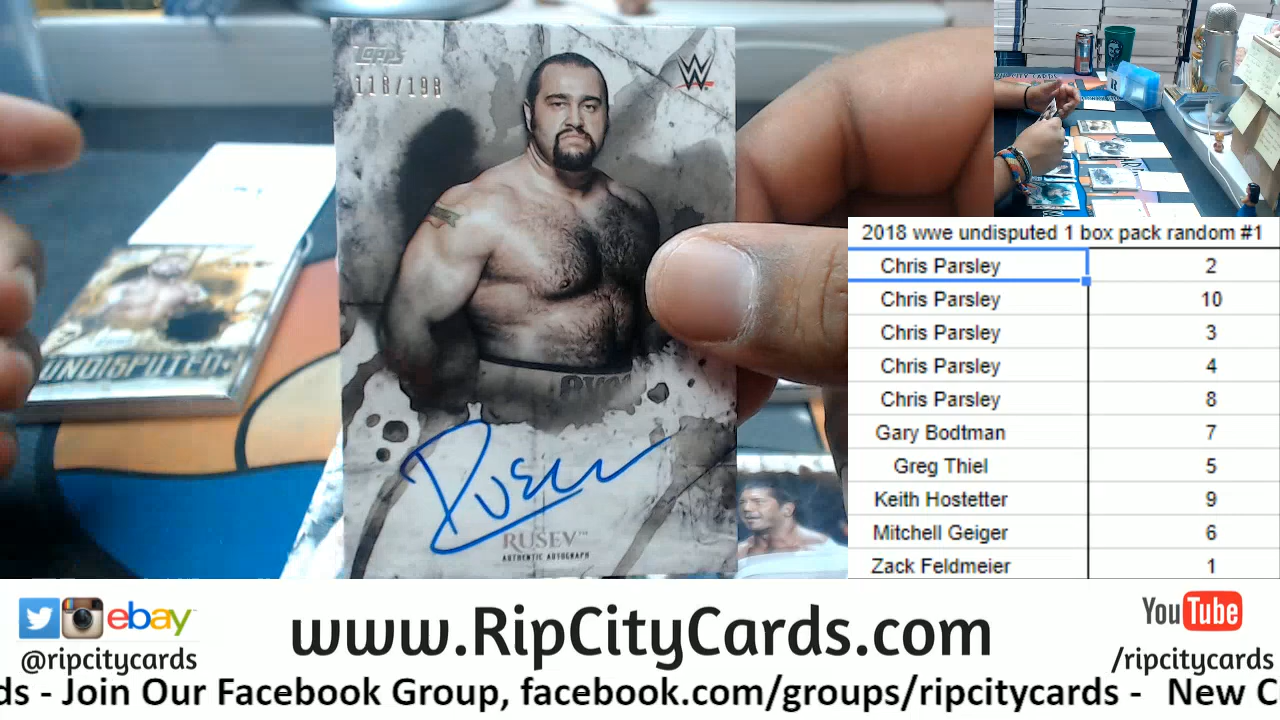 Topps
118/199
W
UNDISPUTED
RUSEV™
AUTHENTIC AUTOGRAPH
2018 wwe undisputed 1 box pack random #1
Chris Parsley 2
Chris Parsley 10
Chris Parsley 3
Chris Parsley 4
Chris Parsley 8
Gary Bodtman 7
Greg Thiel 5
Keith Hostetter 9
Mitchell Geiger 6
Zack Feldmeier 1
ebay
@ripcitycards
www.RipCityCards.com
YouTube
/ripcitycards
ds - Join Our Facebook Group, facebook.com/groups/ripcitycards - New C